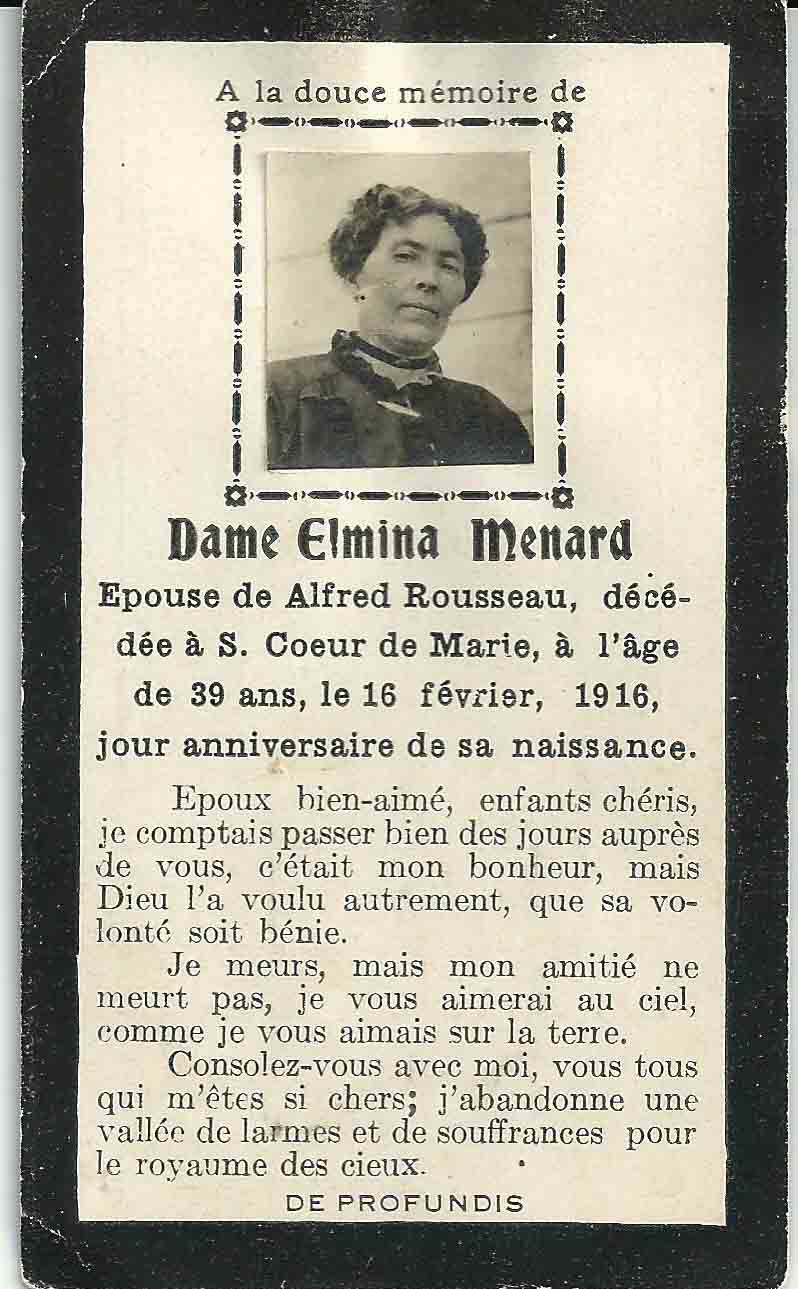 A la douce mémoire de
Dame Elmina Menard
Epouse de Alfred Rousseau, décé-
dée à S. Coeur de Marie, à l'âge
de 39 ans, le 16 février, 1916,
jour anniversaire de sa naissance.
Epoux bien-aimé, enfants chéris,
je comptais passer bien des jours auprès
de vous, c'était mon bonheur, mais
Dieu l'a voulu autrement, que sa vo-
lonté soit bénie.
Je meurs, mais mon amitié ne
meurt pas, je vous aimerai au ciel,
comme je vous aimais sur la terre.
Consolez-vous avec moi, vous tous
qui m'êtes si chers; j'abandonne une
vallée de larmes et de souffrances pour
le royaume des cieux.
DE PROFUNDIS